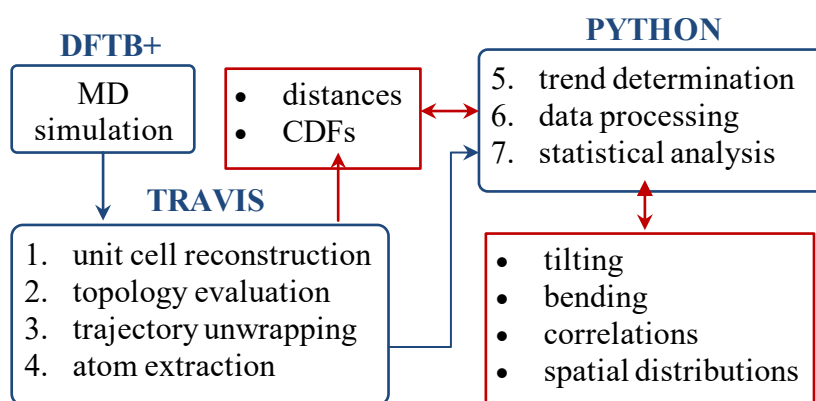 DFTB+
MD
simulation
• distances
• CDFs
PYTHON
5. trend determination
6. data processing
7. statistical analysis
TRAVIS
1. unit cell reconstruction
2. topology evaluation
3. trajectory unwrapping
4. atom extraction
• tilting
• bending
• correlations
• spatial distributions